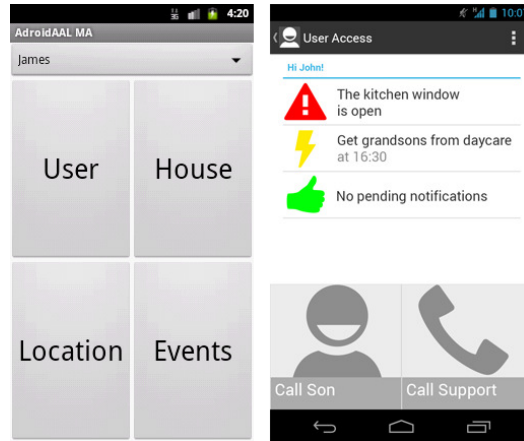 4:20
AdroidAAL MA
James
User
House
Location
Events
10:0
User Access
Hi John!
The kitchen window
is open
Get grandsons from daycare
at 16:30
No pending notifications
Call Son
Call Support